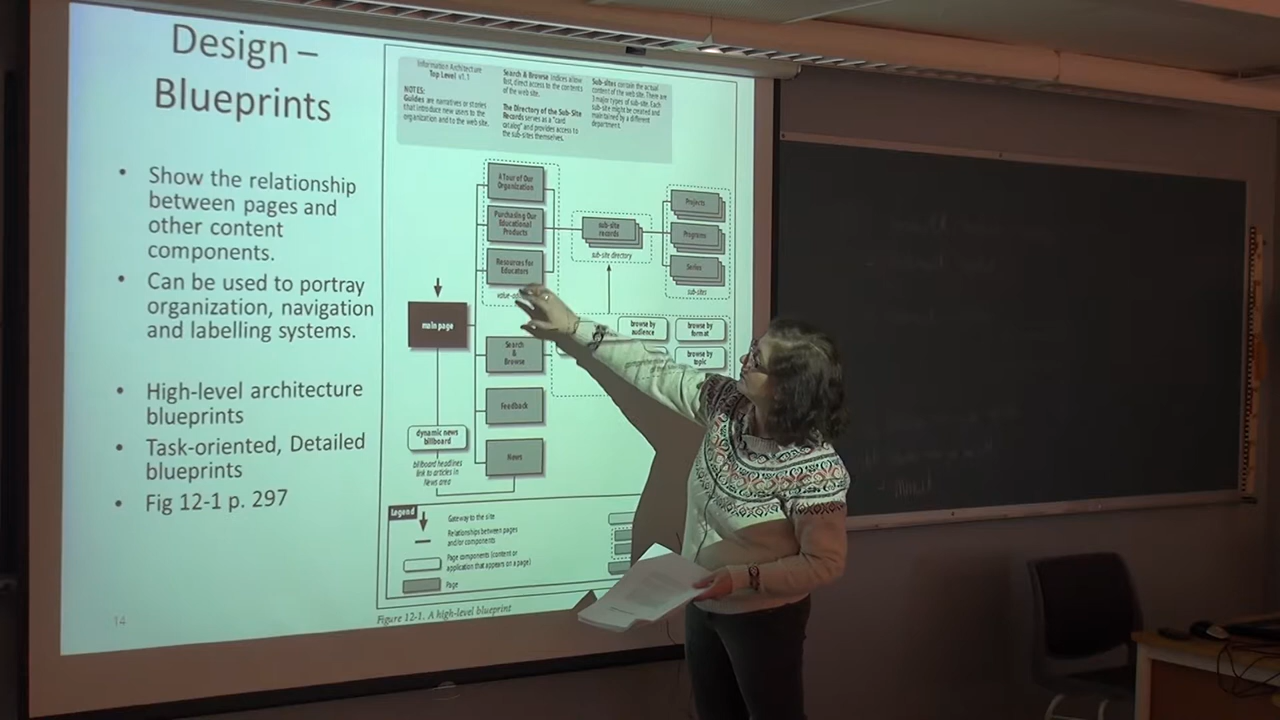 Design –
Blueprints
• Show the relationship
between pages and
other content
components.
• Can be used to portray
organization, navigation
and labelling systems.
• High-level architecture
blueprints
• Task-oriented, Detailed
blueprints
• Fig 12-1 p. 297
14
Information Architecture
Top Level v1.1
NOTES:
Guides are narratives or stories
that introduce new users to the
organization and to the web site.
Search & Browse indices allow
fast, direct access to the contents
of the web site.
The Directory of the Sub-Site
Records serves as a "card
catalog" and provides access to
the sub-sites themselves.
Sub-sites contain the actual
content of the web site. There are
3 major types of sub-site. Each
sub-site might be created and
maintained by a different
department.
A Tour of Our
Organization
Purchasing Our
Educational
Products
Resources for
Educators
sub-site
records
sub-site directory
Projects
Programs
Series
sub-sites
main page
browse by
audience
browse by
format
browse by
topic
Search
&
Browse
Feedback
News
dynamic news
billboard
billboard headlines
link to articles in
News area
Legend
Gateway to the site
Relationships between pages
and/or components
Page components (content or
application that appears on a page)
Page
Figure 12-1. A high-level blueprint